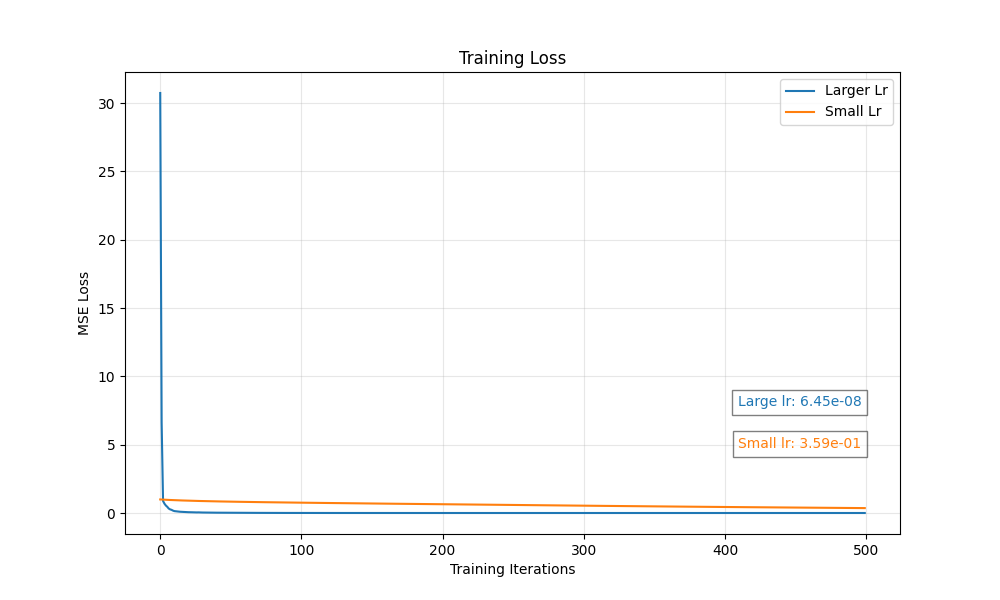 Training Loss
Larger Lr
Small Lr
MSE Loss
30
25
20
15
10
5
0
Large lr: 6.45e-08
Small lr: 3.59e-01
0 100 200 300 400 500
Training Iterations